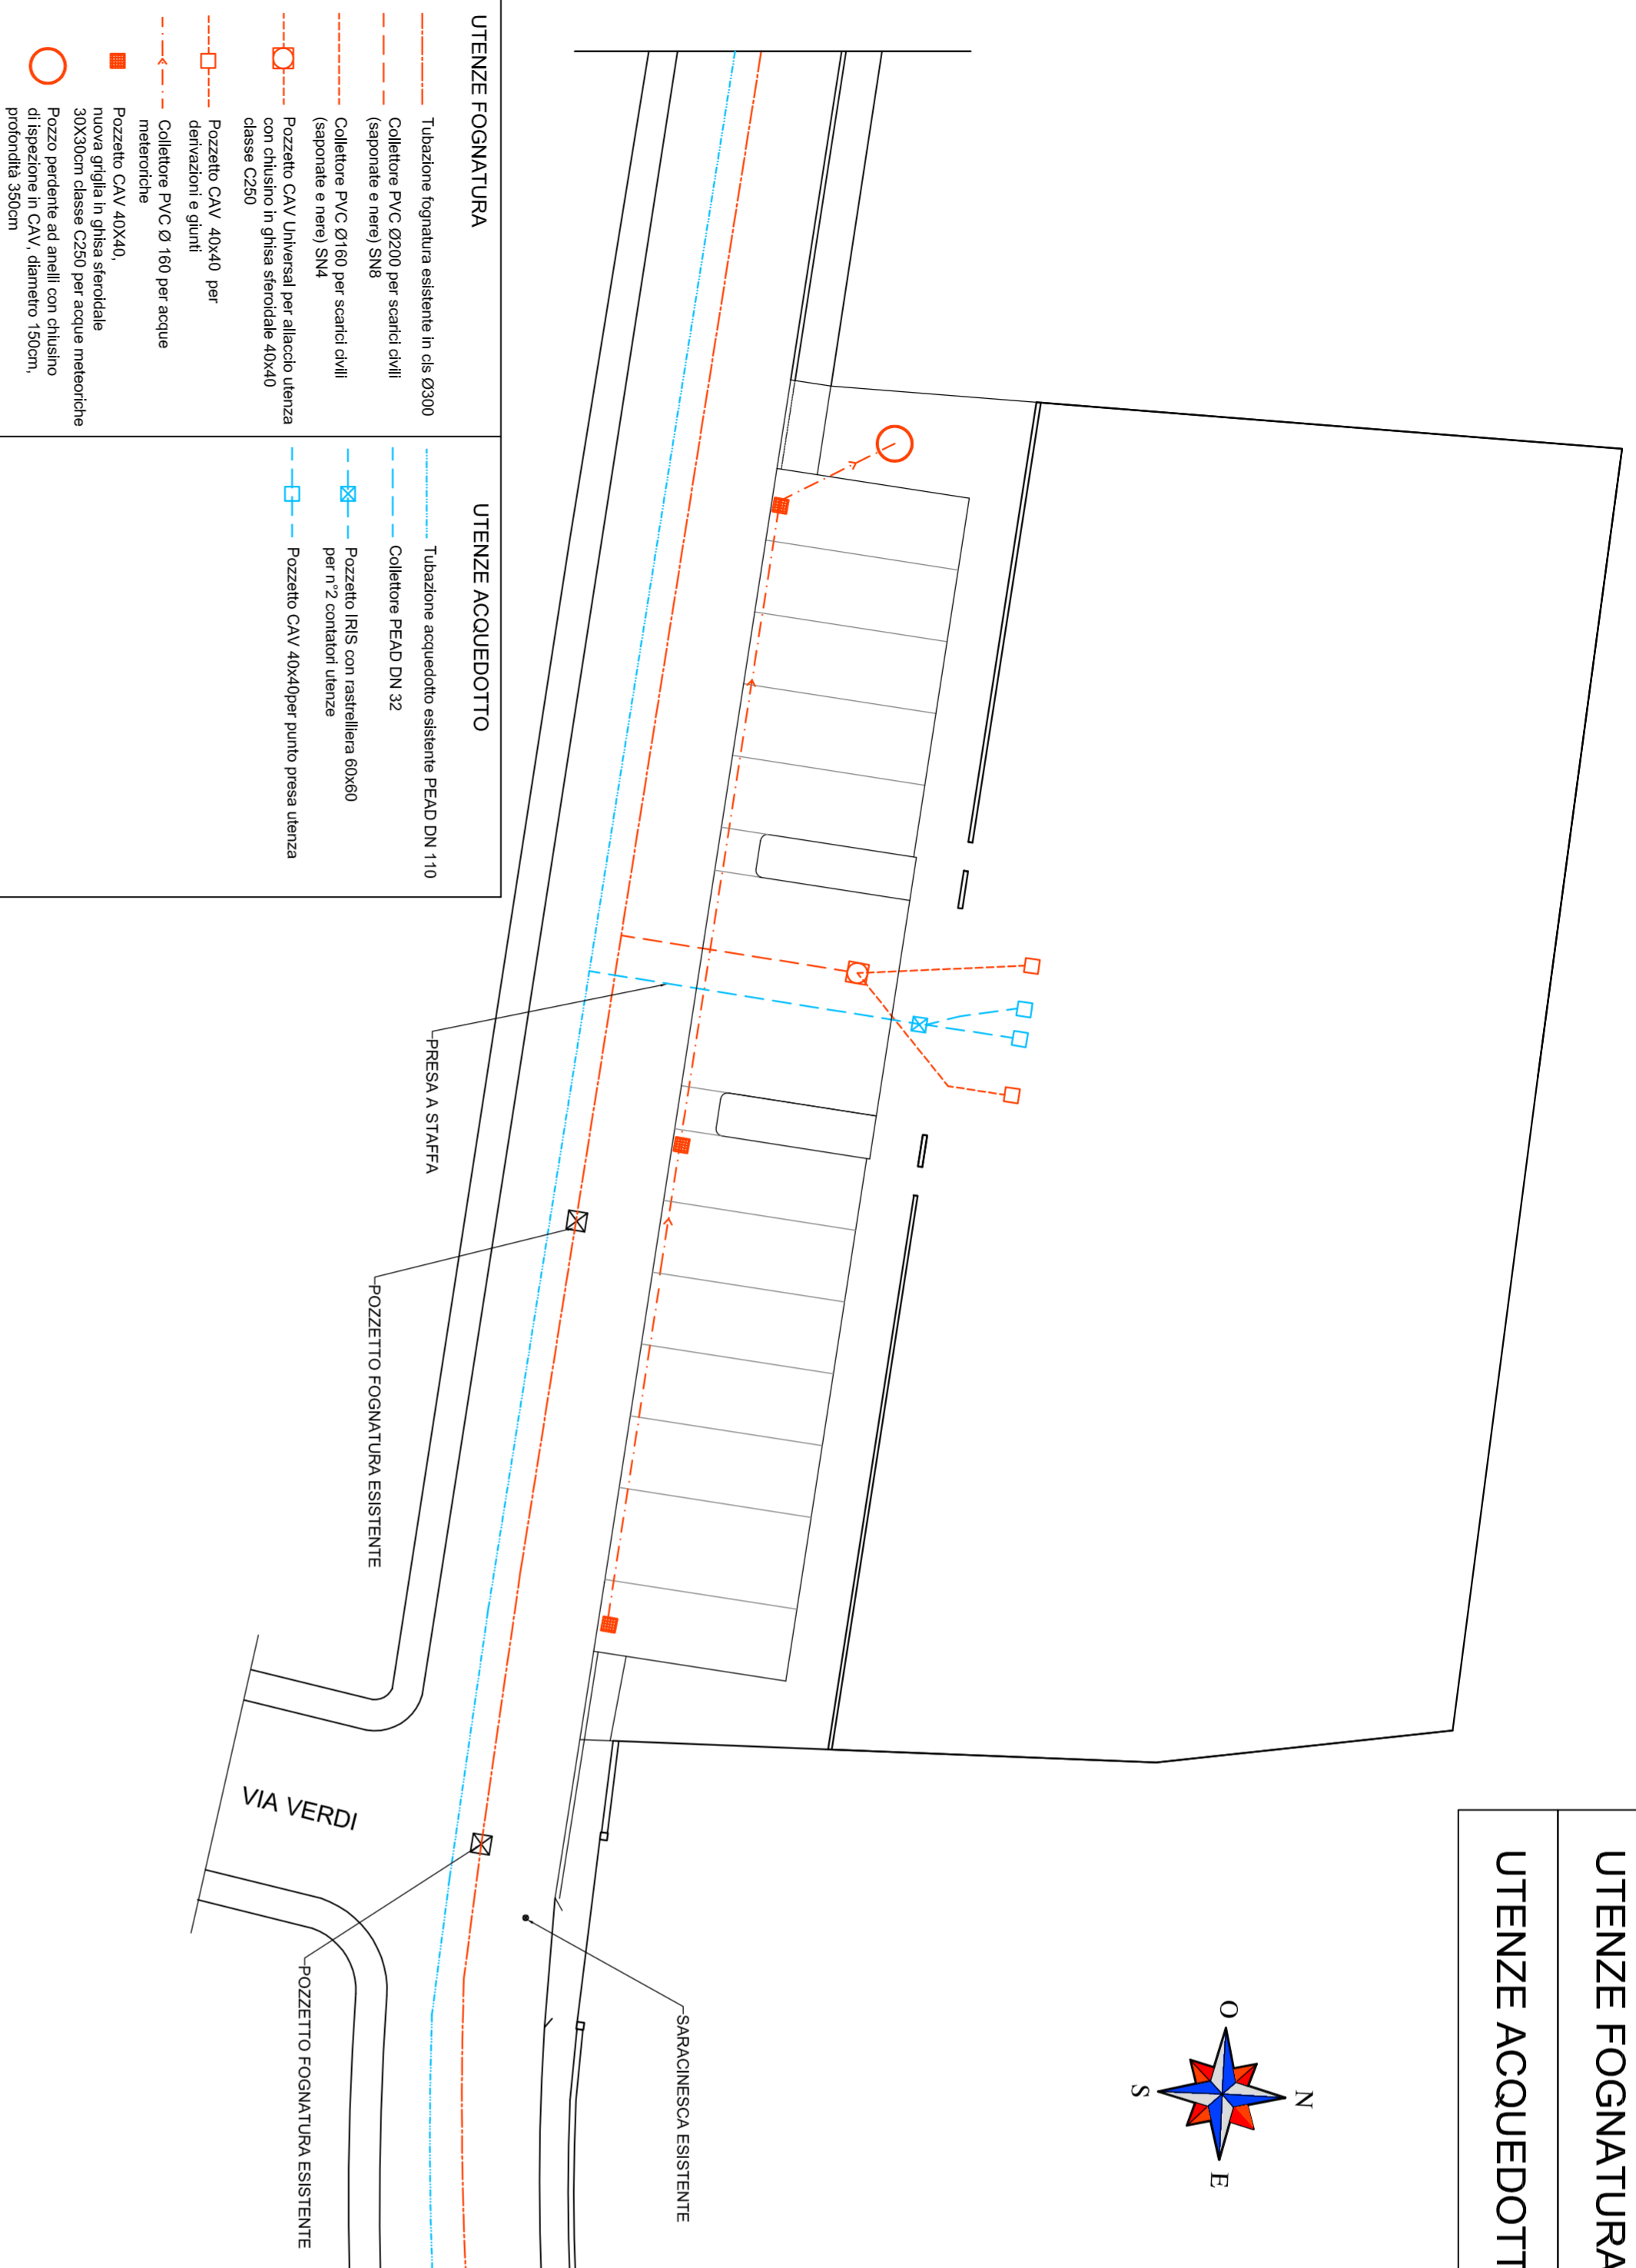 UTENZE FOGNATURA
UTENZE ACQUEDOTT
N
O
E
S
SARACINESCA ESISTENTE
PRESA A STAFFA
POZZETTO FOGNATURA ESISTENTE
VIA VERDI
POZZETTO FOGNATURA ESISTENTE
UTENZE FOGNATURA
Tubazione fognatura esistente in cls Ø300
Collettore PVC Ø200 per scarici civili
(saponate e nere) SN8
Collettore PVC Ø160 per scarici civili
(saponate e nere) SN4
Pozzetto CAV Universal per allaccio utenza
con chiusino in ghisa sferoidale 40x40
classe C250
Pozzetto CAV 40x40 per
derivazioni e giunti
Collettore PVC Ø 160 per acque
meteroriche
Pozzetto CAV 40X40,
nuova griglia in ghisa sferoidale
30X30cm classe C250 per acque meteoriche
Pozzo perdente ad anelli con chiusino
di ispezione in CAV, diametro 150cm,
profondità 350cm
UTENZE ACQUEDOTTO
Tubazione acquedotto esistente PEAD DN 110
Collettore PEAD DN 32
Pozzetto IRIS con rastrelliera 60x60
per n°2 contatori utenze
Pozzetto CAV 40x40per punto presa utenza